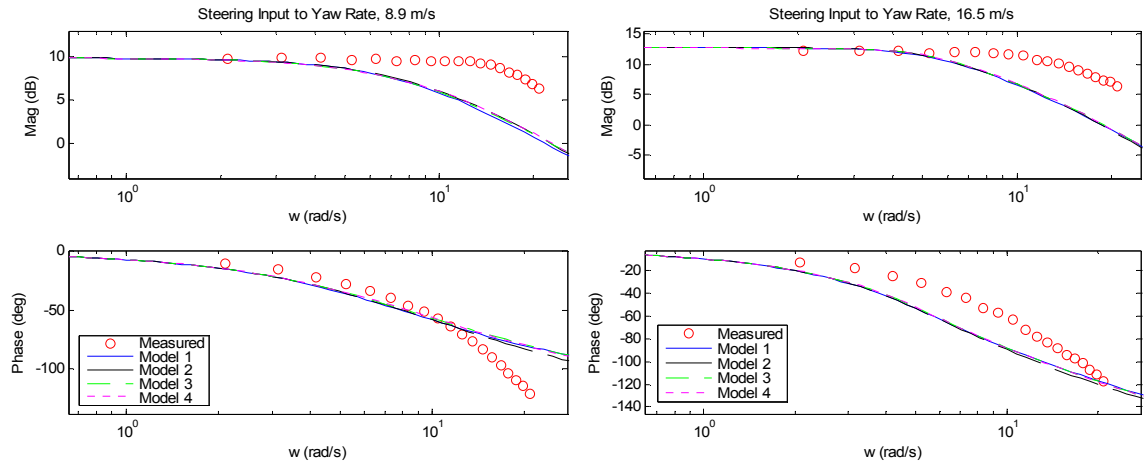 Steering Input to Yaw Rate, 8.9 m/s
10
5
0
Mag (dB)
10^0
10^1
w (rad/s)
Steering Input to Yaw Rate, 16.5 m/s
15
10
5
0
-5
Mag (dB)
10^0
10^1
w (rad/s)
0
-50
-100
Phase (deg)
Measured
Model 1
Model 2
Model 3
Model 4
10^0
10^1
w (rad/s)
-20
-40
-60
-80
-100
-120
-140
Phase (deg)
Measured
Model 1
Model 2
Model 3
Model 4
10^0
10^1
w (rad/s)